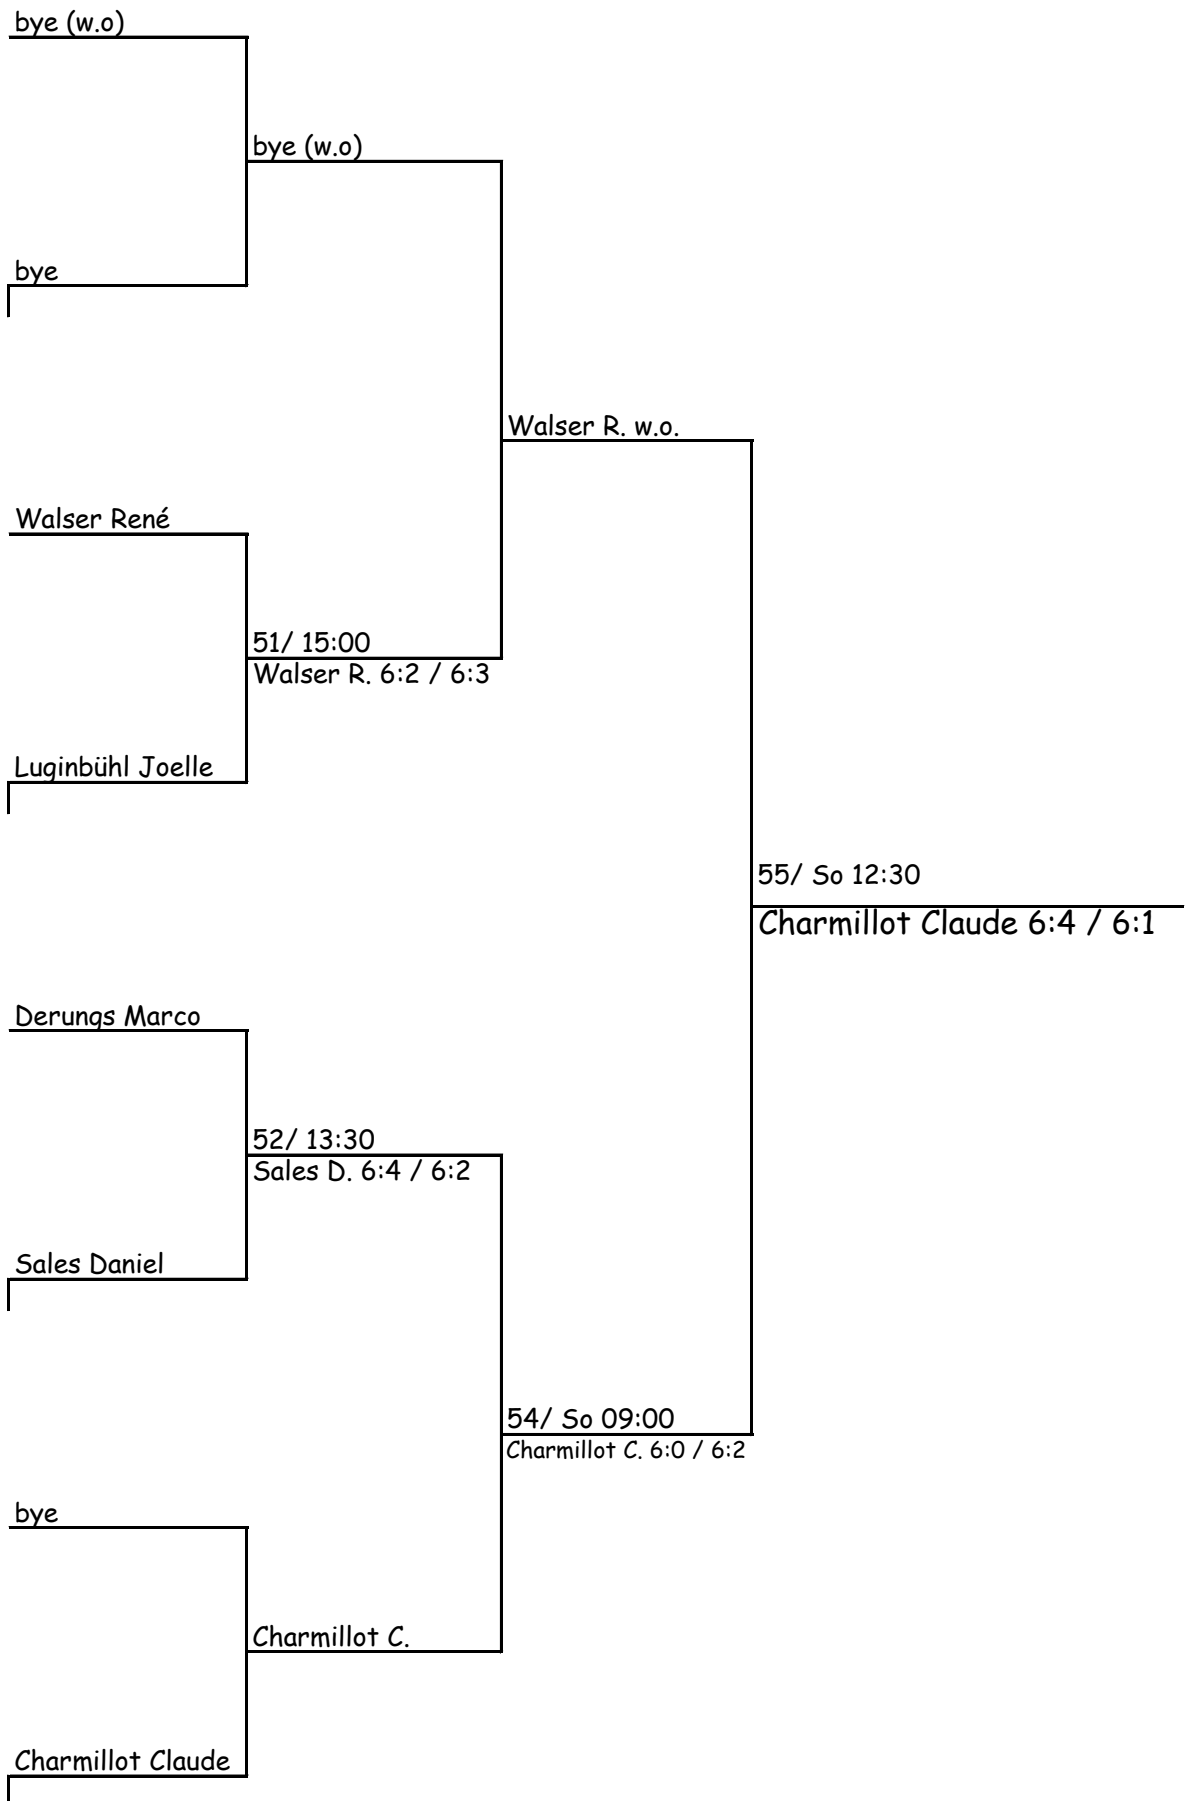 bye (w.o)
bye (w.o)
bye
Walser R. w.o.
Walser René
51/ 15:00
Walser R. 6:2 / 6:3
Luginbühl Joelle
55/ So 12:30
Charmillot Claude 6:4 / 6:1
Derungs Marco
52/ 13:30
Sales D. 6:4 / 6:2
Sales Daniel
54/ So 09:00
Charmillot C. 6:0 / 6:2
bye
Charmillot C.
Charmillot Claude